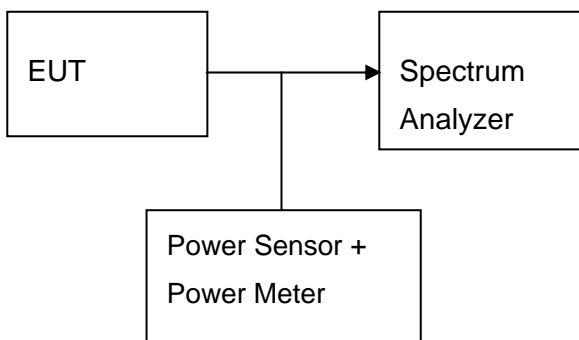 EUT
Spectrum
Analyzer
Power Sensor +
Power Meter